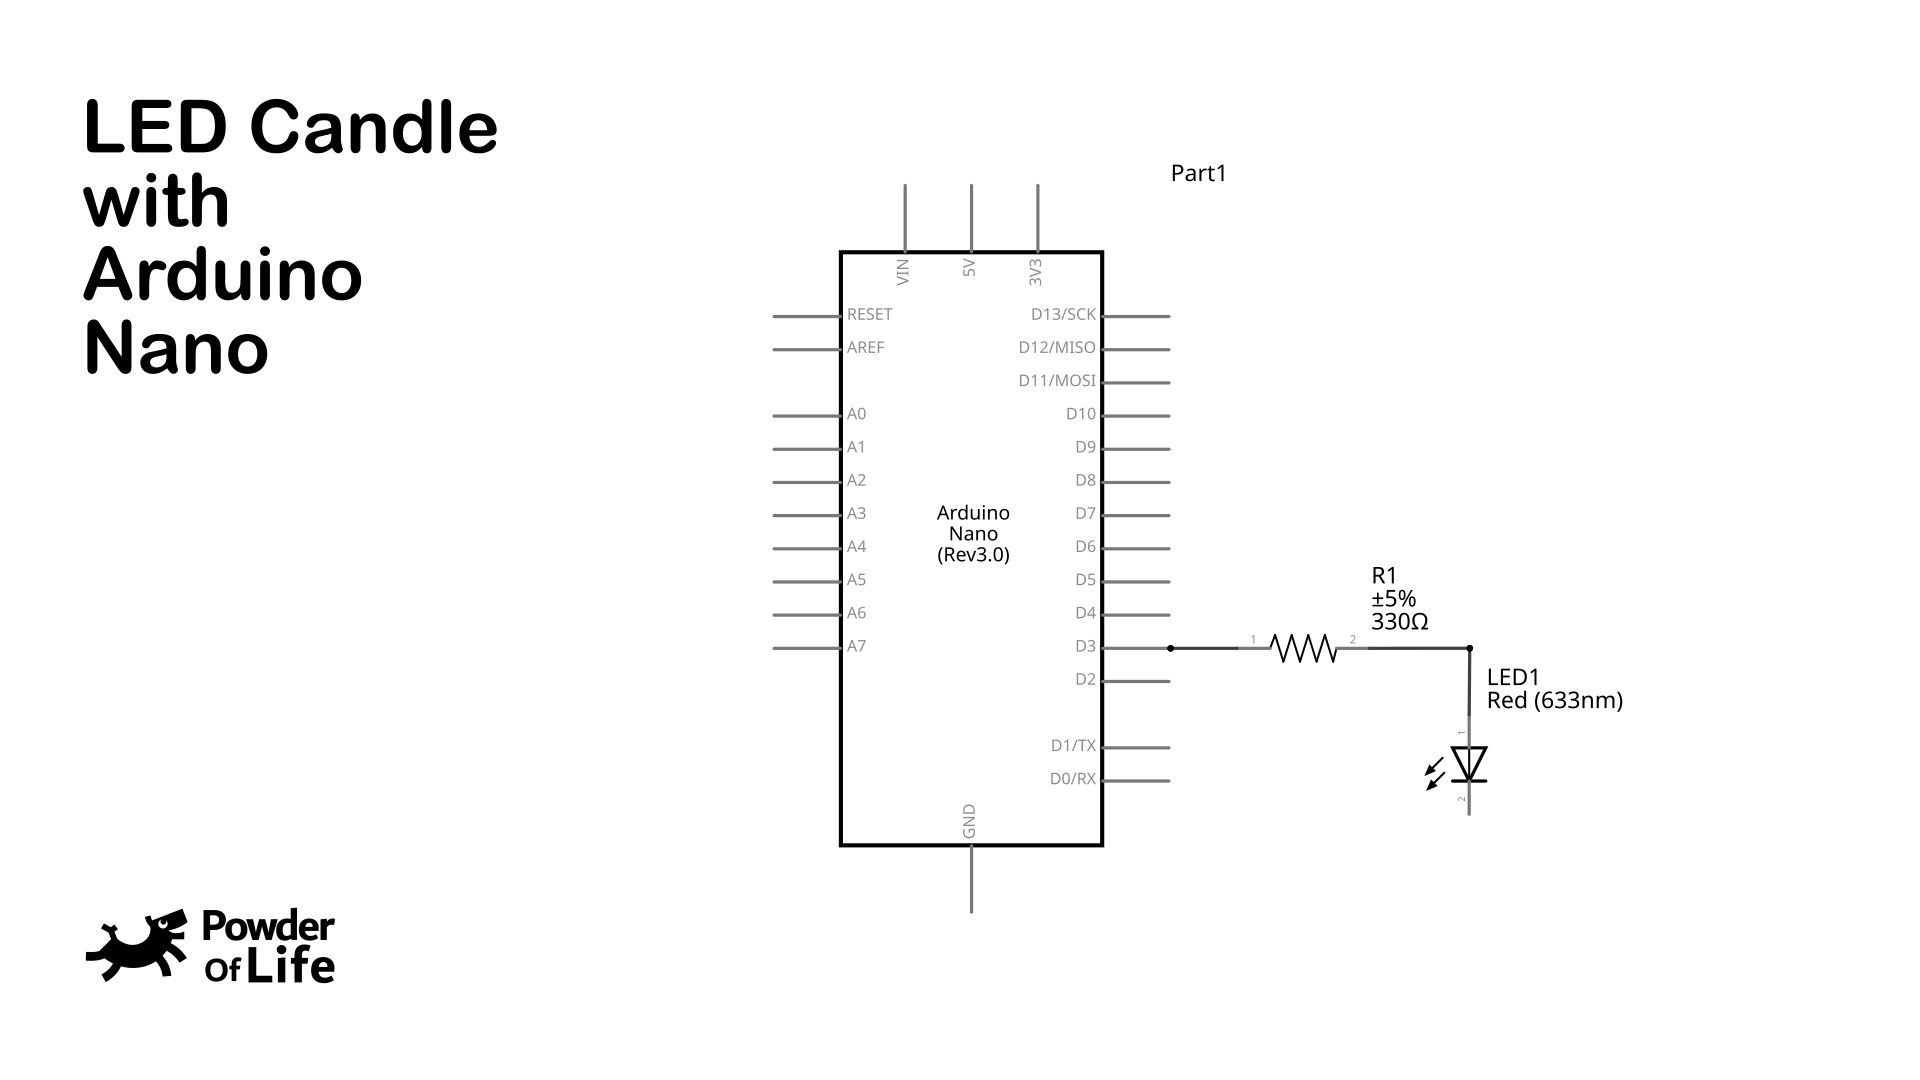 LED Candle
with
Arduino
Nano
Part1
VIN
5V
3V3
RESET
AREF
A0
A1
A2
A3
A4
A5
A6
A7
D13/SCK
D12/MISO
D11/MOSI
D10
D9
D8
D7
D6
D5
D4
D3
D2
D1/TX
D0/RX
Arduino
Nano
(Rev3.0)
GND
R1
±5%
330Ω
1
2
LED1
Red (633nm)
1
2
Powder
Of Life